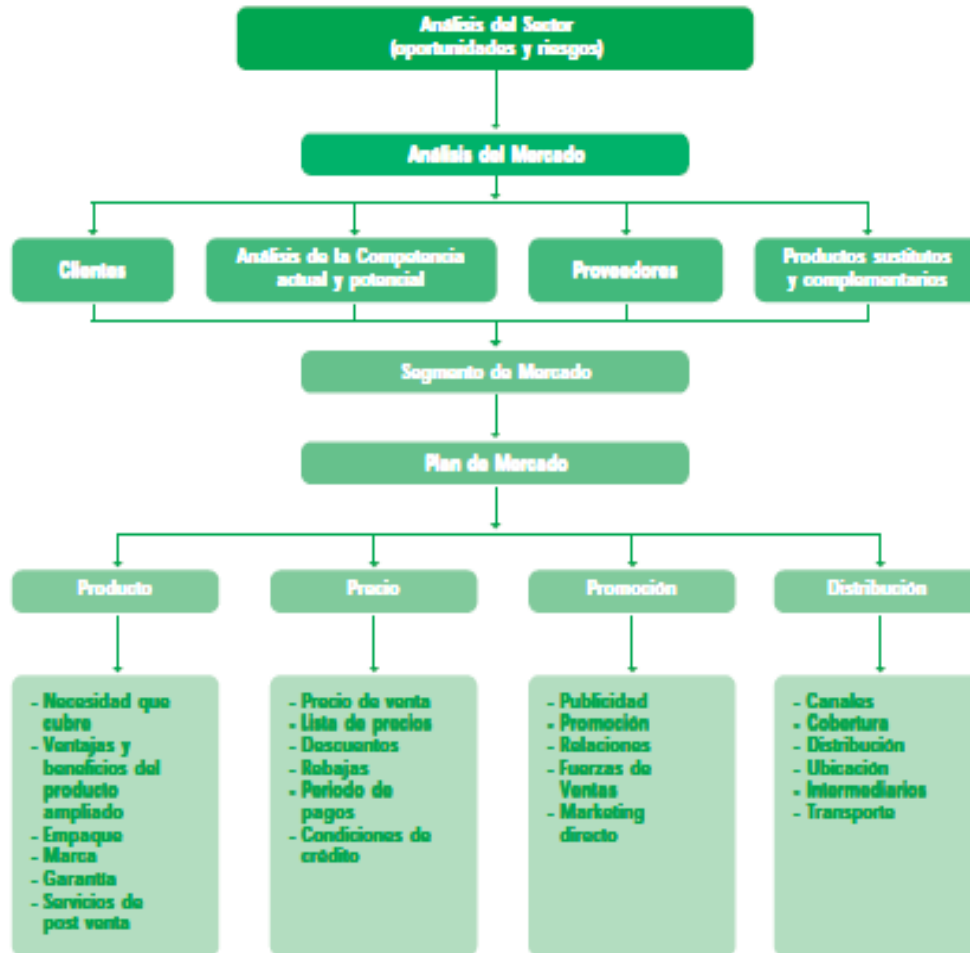 Análisis del Sector
(oportunidades y riesgos)
Análisis del Mercado
Clientes
Análisis de la Competencia
actual y potencial
Proveedores
Productos sustitutos
y complementarios
Segmento de Mercado
Plan de Mercado
Producto
Precio
Promoción
Distribución
- Necesidad que
cubre
- Ventajas y
beneficios del
producto
ampliado
- Empaque
- Marca
- Garantía
- Servicios de
post venta
- Precio de venta
- Lista de precios
- Descuentos
- Rebajas
- Periodo de
pagos
- Condiciones de
crédito
- Publicidad
- Promoción
- Relaciones
- Fuerzas de
Ventas
- Marketing
directo
- Canales
- Cobertura
- Distribución
- Ubicación
- Intermediarios
- Transporte